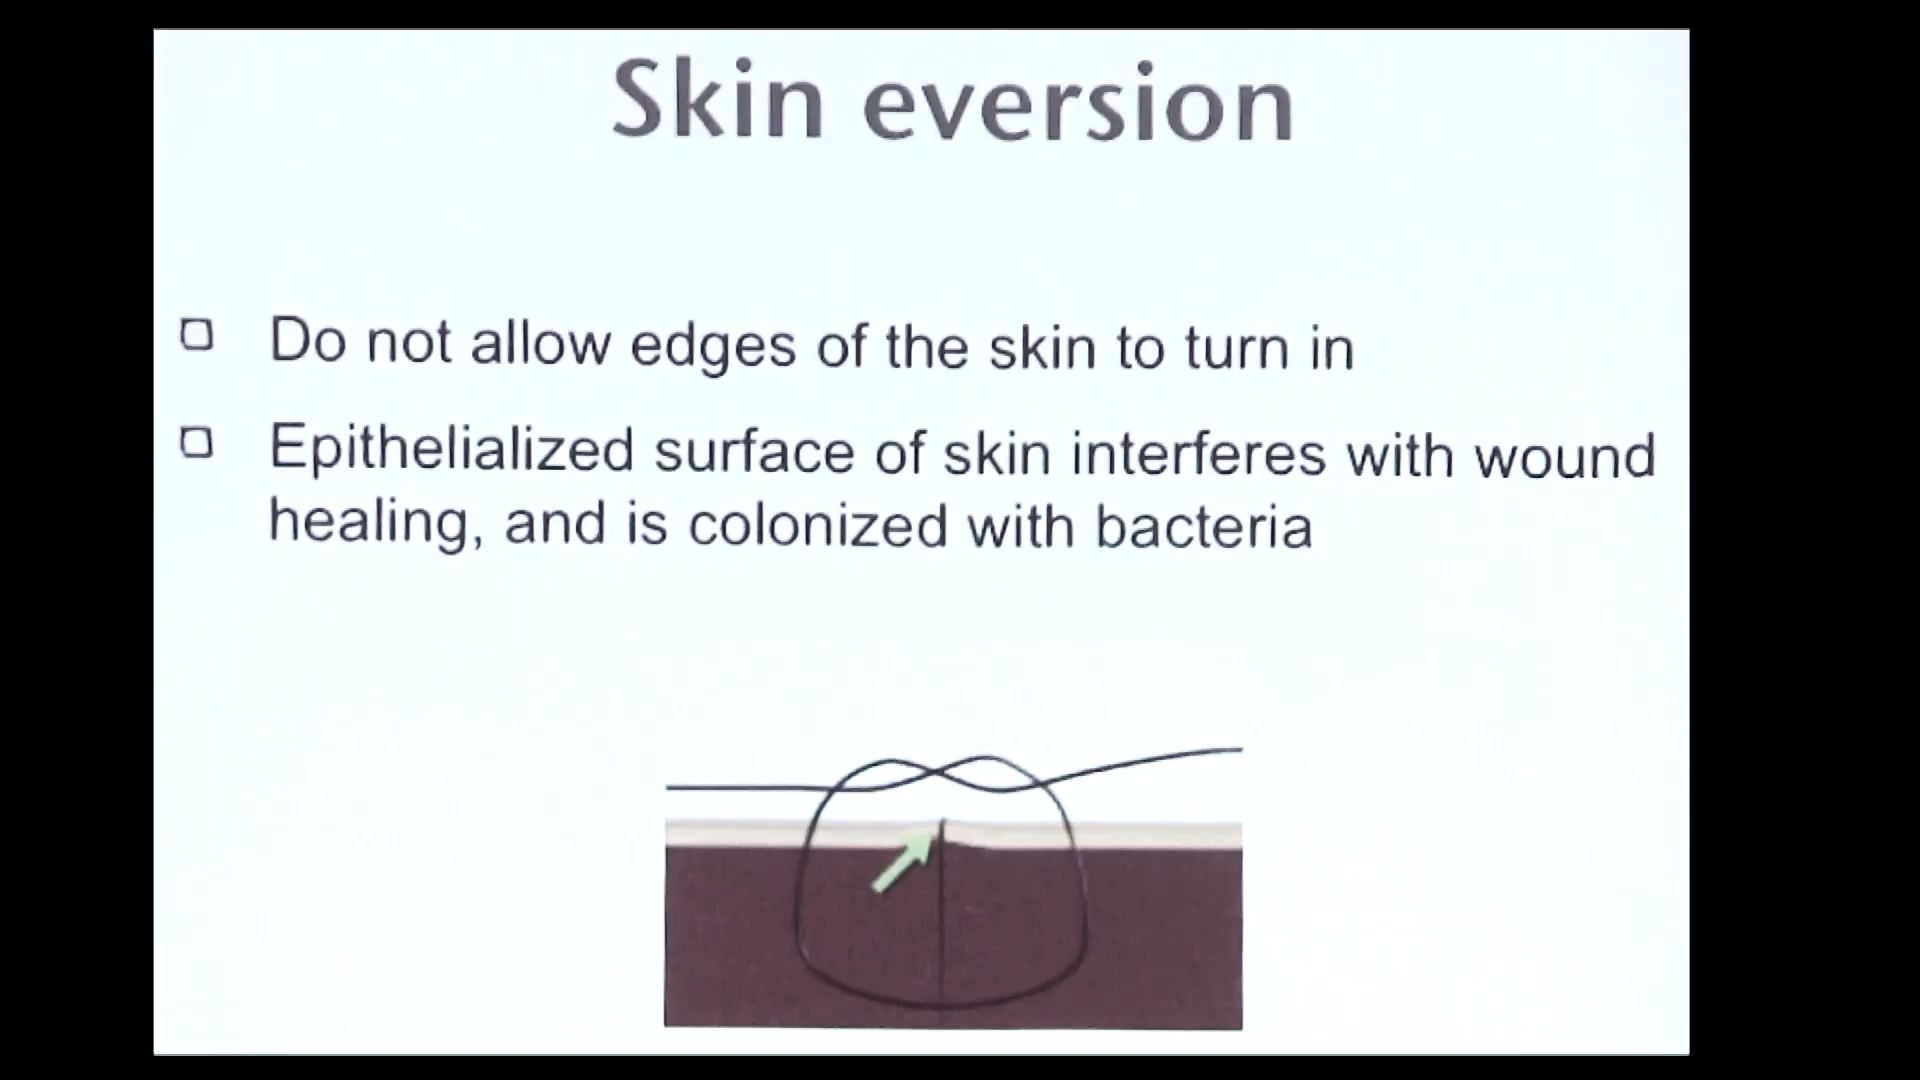 Skin eversion
Do not allow edges of the skin to turn in
Epithelialized surface of skin interferes with wound
healing, and is colonized with bacteria